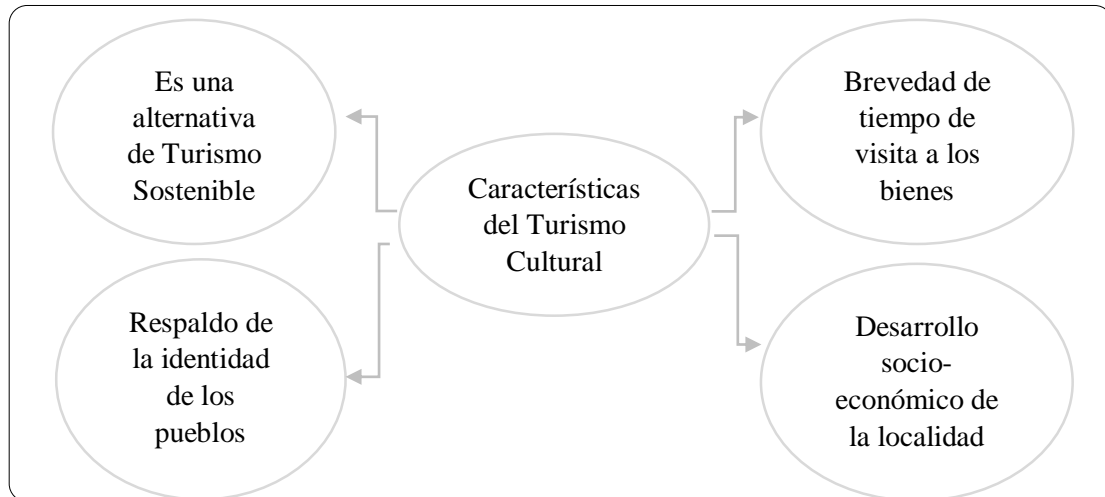 Es una
alternativa
de Turismo
Sostenible
Brevedad de
tiempo de
visita a los
bienes
Característicass
del Turismo
Cultural
Respaldo de
la identidad
de los
pueblos
Desarrollo
socio-
económico de
la localidad